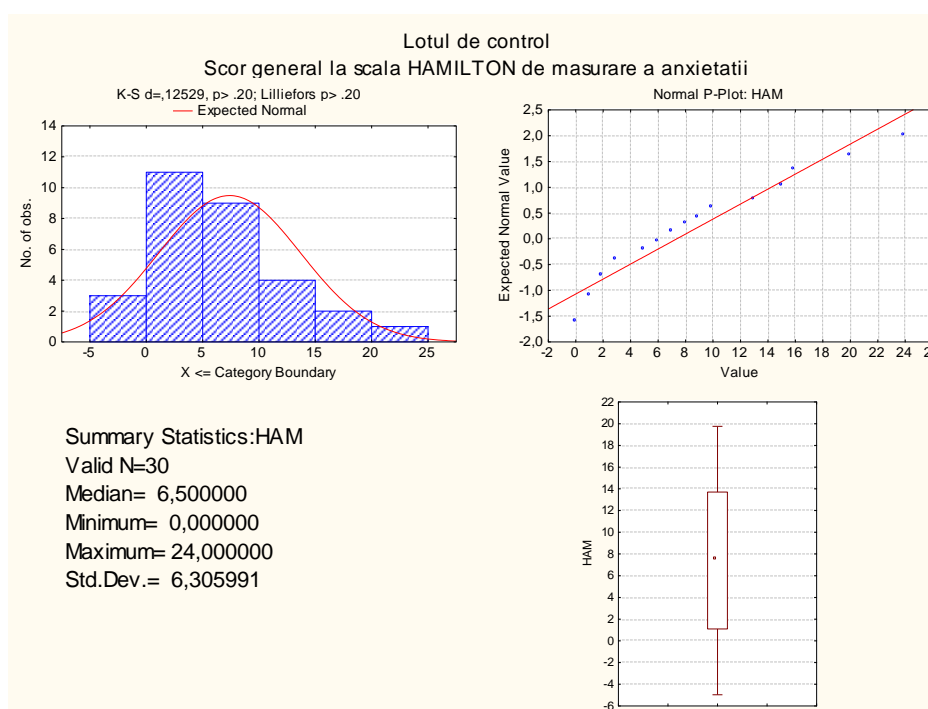 Lotul de control
Scor general la scala HAMILTON de masurare a anxietatii
K-S d=,12529, p> .20; Lilliefors p> .20
Expected Normal
14
12
10
8
6
4
2
0
No. of obs.
-5 0 5 10 15 20 25
X <= Category Boundary
Normal P-Plot: HAM
2,5
2,0
1,5
1,0
0,5
0,0
-0,5
-1,0
-1,5
-2,0
Expected Normal Value
-2 0 2 4 6 8 10 12 14 16 18 20 22 24
Value
Summary Statistics:HAM
Valid N=30
Median= 6,500000
Minimum= 0,000000
Maximum= 24,000000
Std.Dev.= 6,305991
22
20
18
16
14
12
10
8
6
4
2
0
-2
-4
-6
HAM